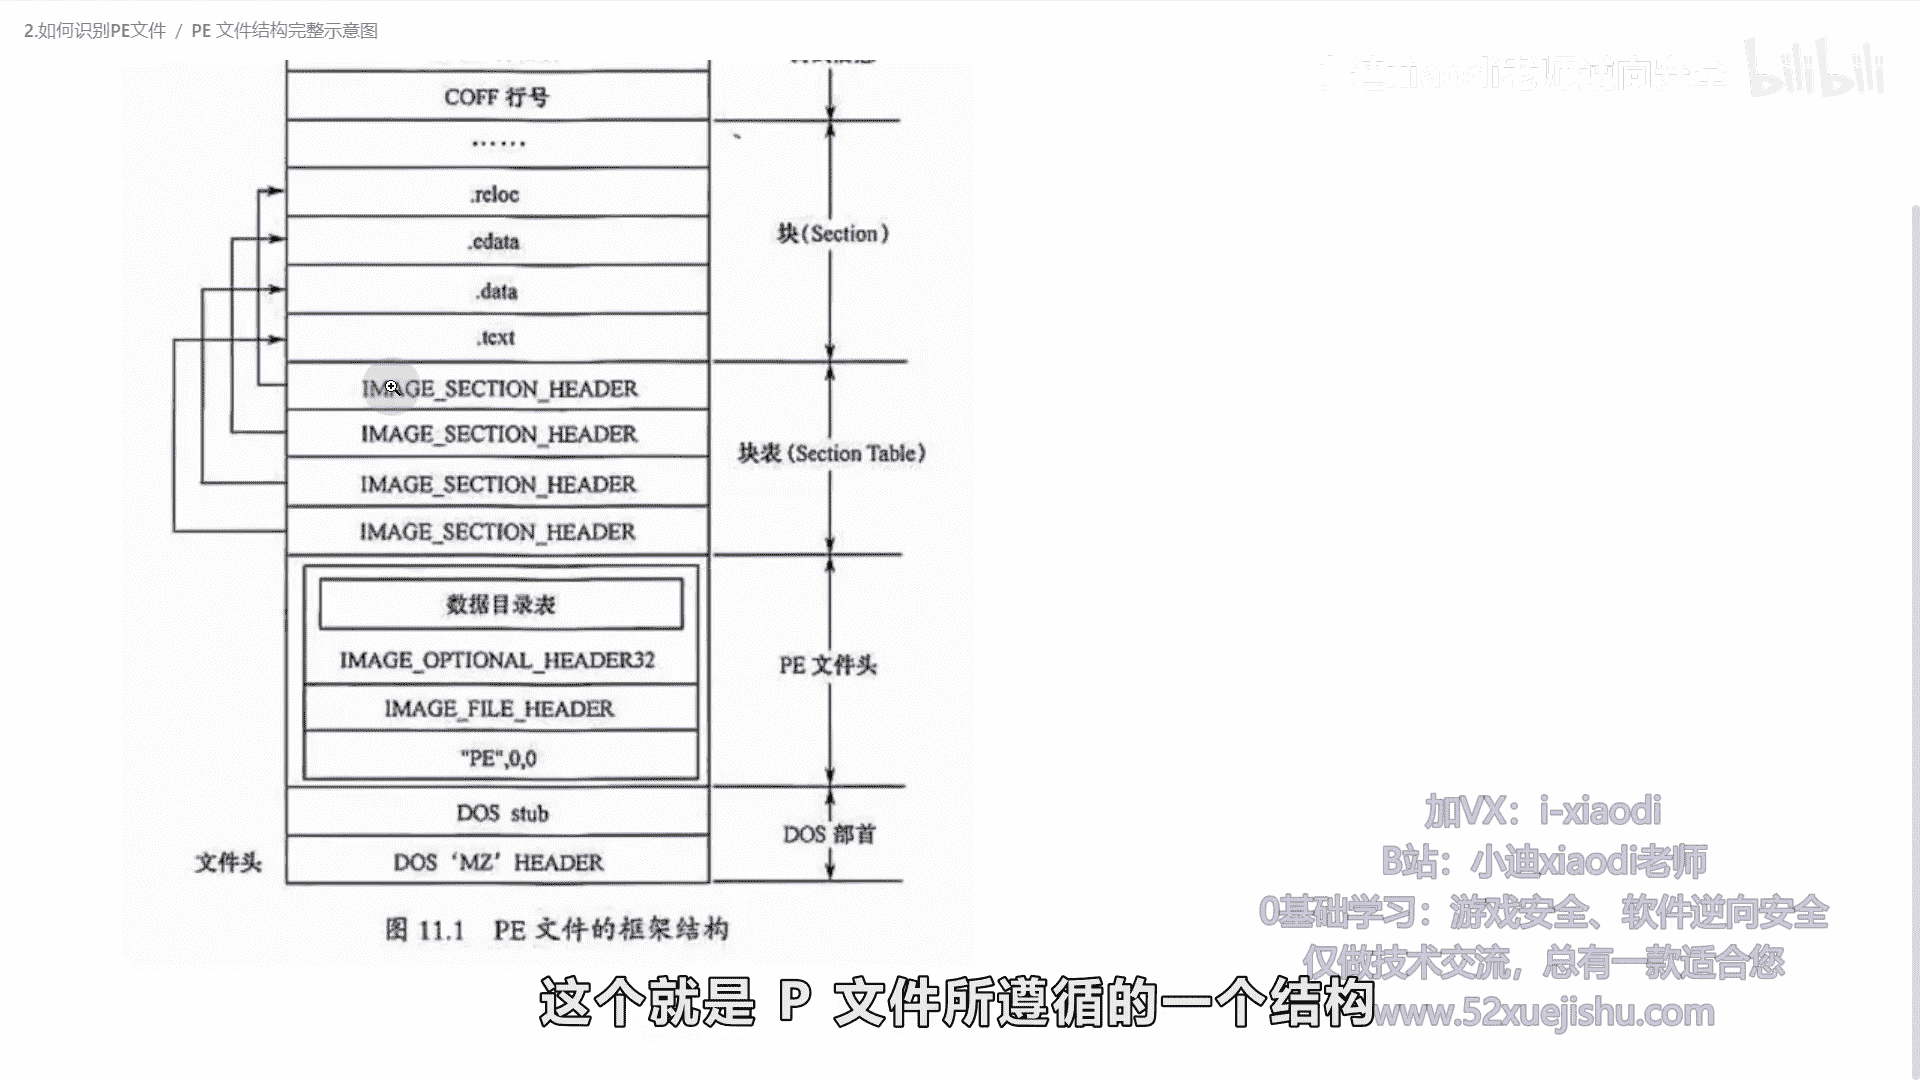 2.如何识别PE文件 / PE 文件结构完整示意图
bilibili
COFF 行号
……
.reloc
.edata
块(Section)
.data
.text
IMAGE_SECTION_HEADER
IMAGE_SECTION_HEADER
块表(Section Table)
IMAGE_SECTION_HEADER
IMAGE_SECTION_HEADER
数据目录表
IMAGE_OPTIONAL_HEADER32
PE 文件头
IMAGE_FILE_HEADER
"PE",0,0
DOS stub
DOS 部首
文件头
DOS ‘MZ’ HEADER
图 11.1 PE 文件的框架结构
加VX：i-xiaodi
B站：小迪xiaodi老师
0基础学习：游戏安全、软件逆向安全
仅做技术交流，总有一款适合您
www.52xuejishu.com
这个就是 P 文件所遵循的一个结构